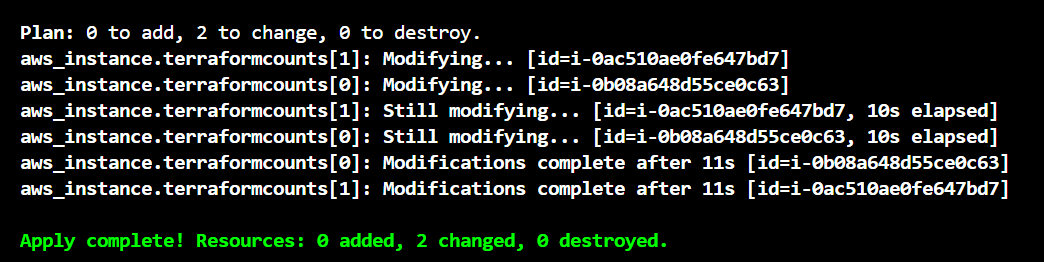 Plan: 0 to add, 2 to change, 0 to destroy.
aws_instance.terraformcounts[1]: Modifying... [id=i-0ac510ae0fe647bd7]
aws_instance.terraformcounts[0]: Modifying... [id=i-0b08a648d55ce0c63]
aws_instance.terraformcounts[1]: Still modifying... [id=i-0ac510ae0fe647bd7, 10s elapsed]
aws_instance.terraformcounts[0]: Still modifying... [id=i-0b08a648d55ce0c63, 10s elapsed]
aws_instance.terraformcounts[0]: Modifications complete after 11s [id=i-0b08a648d55ce0c63]
aws_instance.terraformcounts[1]: Modifications complete after 11s [id=i-0ac510ae0fe647bd7]
Apply complete! Resources: 0 added, 2 changed, 0 destroyed.